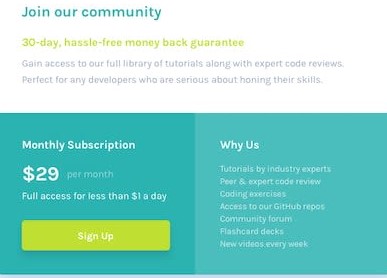 Join our community
30-day, hassle-free money back guarantee
Gain access to our full library of tutorials along with expert code reviews.
Perfect for any developers who are serious about honing their skills.
Monthly Subscription
$29 per month
Full access for less than $1 a day
Sign Up
Why Us
Tutorials by industry experts
Peer & expert code review
Coding exercises
Access to our GitHub repos
Community forum
Flashcard decks
New videos every week